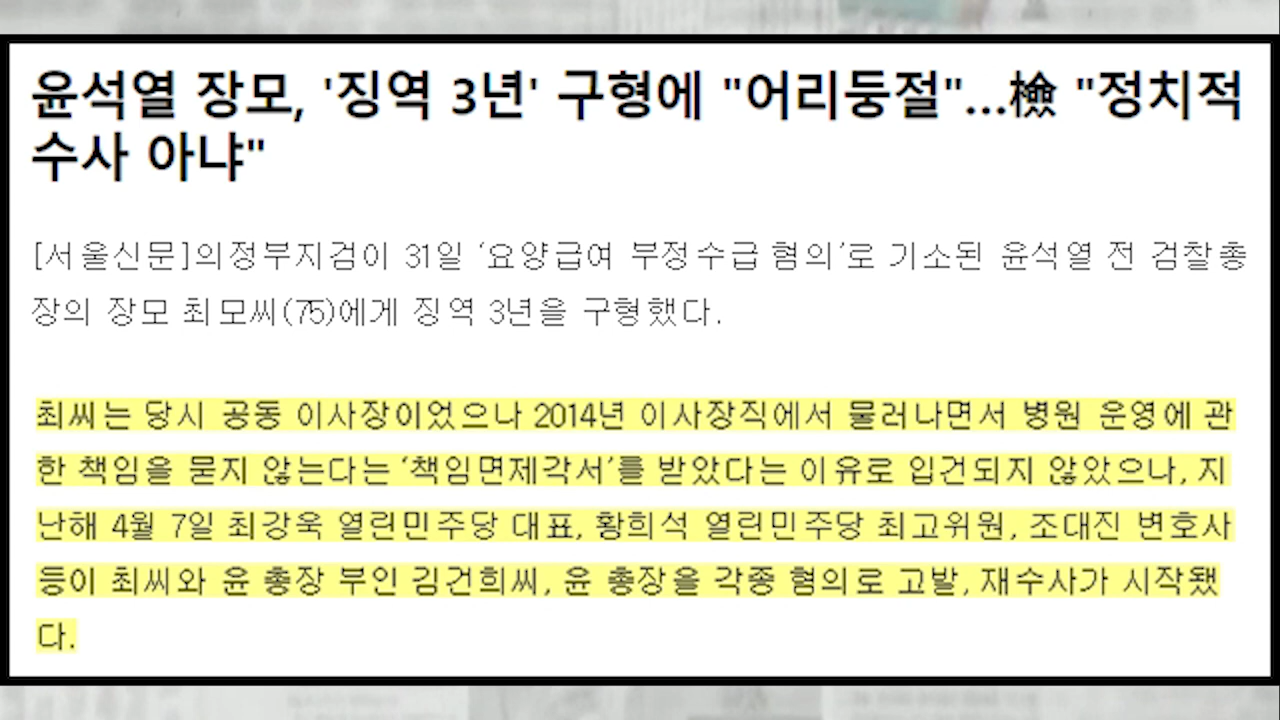 윤석열 장모, '징역 3년' 구형에 "어리둥절"...檢 "정치적
수사 아냐"
[서울신문]의정부지검이 31일 ‘요양급여 부정수급 혐의’로 기소된 윤석열 전 검찰총
장의 장모 최모씨(75)에게 징역 3년을 구형했다.
최씨는 당시 공동 이사장이었으나 2014년 이사장직에서 물러나면서 병원 운영에 관
한 책임을 묻지 않는다는 ‘책임면제각서’를 받았다는 이유로 입건되지 않았으나, 지
난해 4월 7일 최강욱 열린민주당 대표, 황희석 열린민주당 최고위원, 조대진 변호사
등이 최씨와 윤 총장 부인 김건희씨, 윤 총장을 각종 혐의로 고발, 재수사가 시작됐
다.